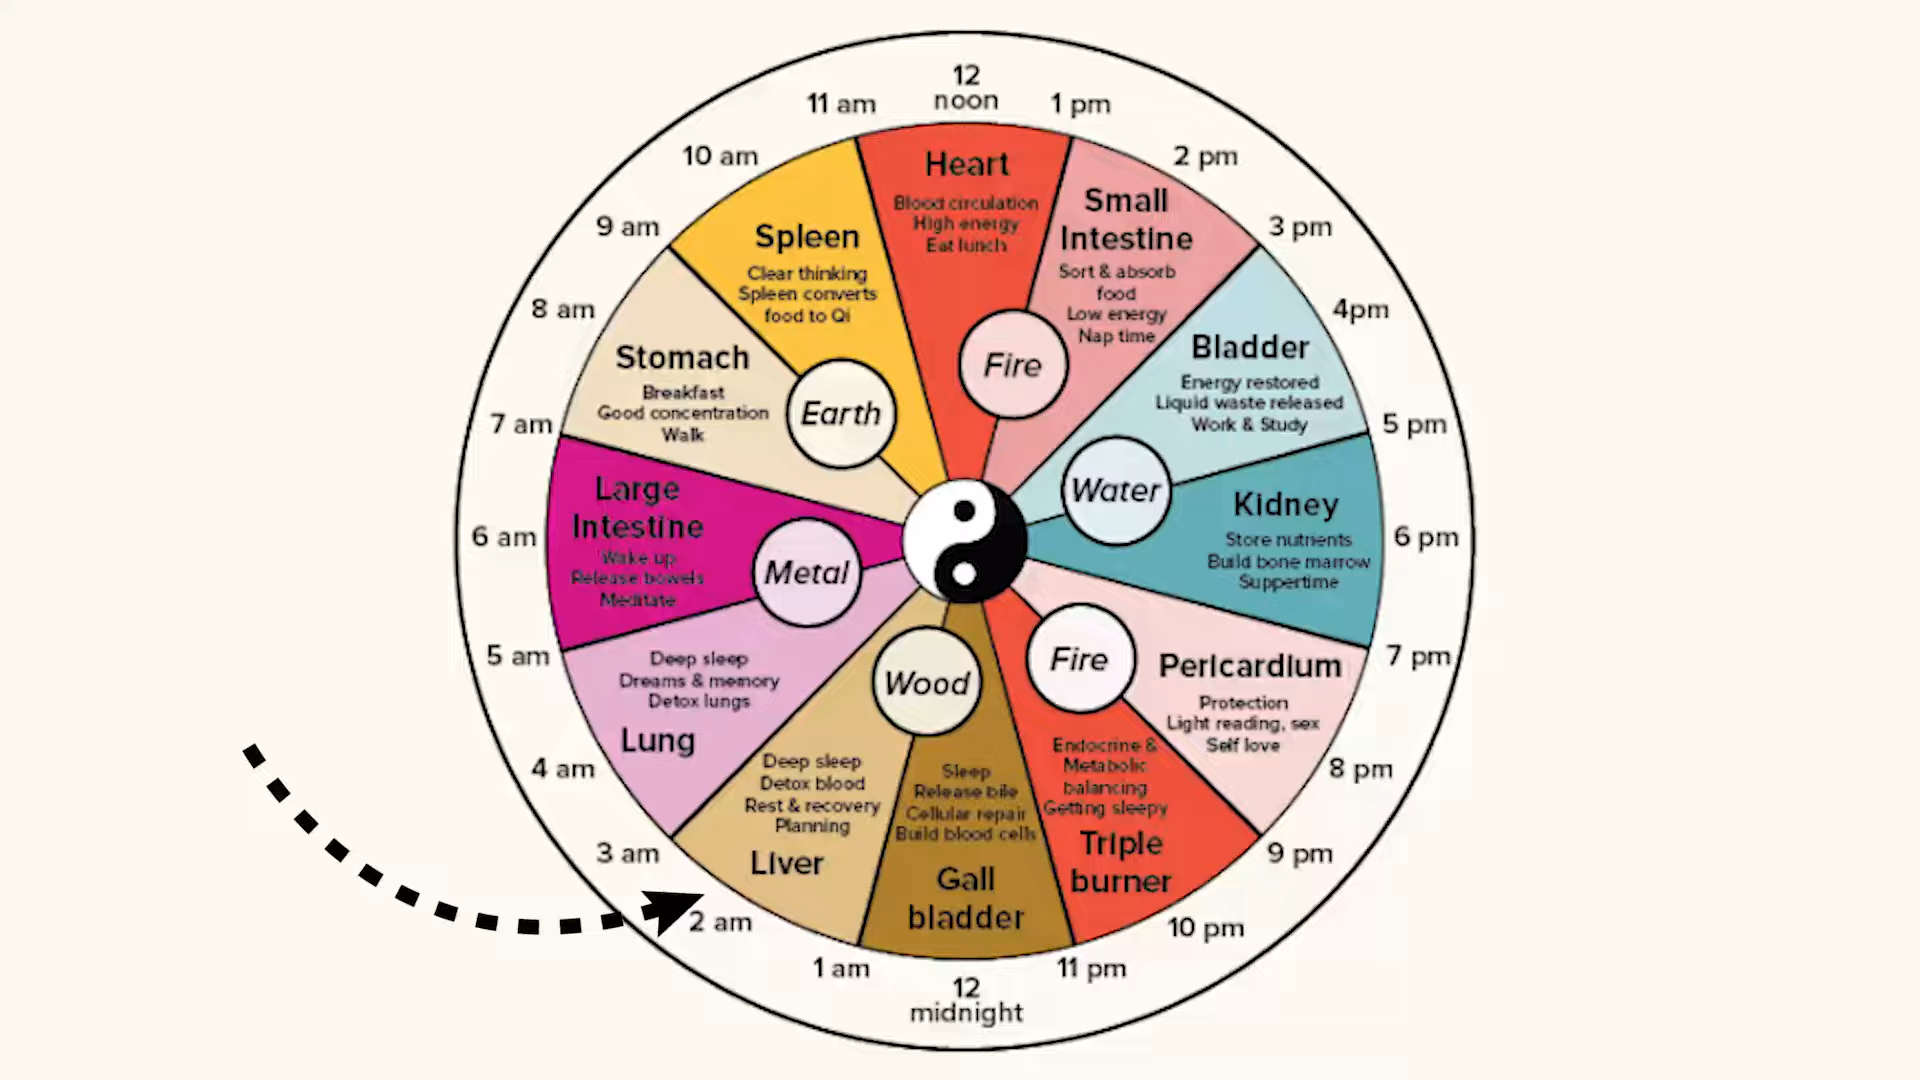 12
noon
1 pm
2 pm
3 pm
4pm
5 pm
6 pm
7 pm
8 pm
9 pm
10 pm
11 pm
12
midnight
1 am
2 am
3 am
4 am
5 am
6 am
7 am
8 am
9 am
10 am
11 am
Heart
Blood circulation
High energy
Eat lunch
Small
Intestine
Sort & absorb
food
Low energy
Nap time
Fire
Bladder
Energy restored
Liquid waste released
Work & Study
Water
Kidney
Store nutrients
Build bone marrow
Suppertime
Pericardium
Protection
Light reading, sex
Self love
Fire
Endocrine &
Metabolic
balancing
Getting sleepy
Triple
burner
Sleep
Release bile
Cellular repair
Build blood cells
Gall
bladder
Wood
Deep sleep
Detox blood
Rest & recovery
Planning
Liver
Deep sleep
Dreams & memory
Detox lungs
Lung
Metal
Large
Intestine
Wake up
Release bowels
Meditate
Stomach
Breakfast
Good concentration
Walk
Earth
Spleen
Clear thinking
Spleen converts
food to Qi